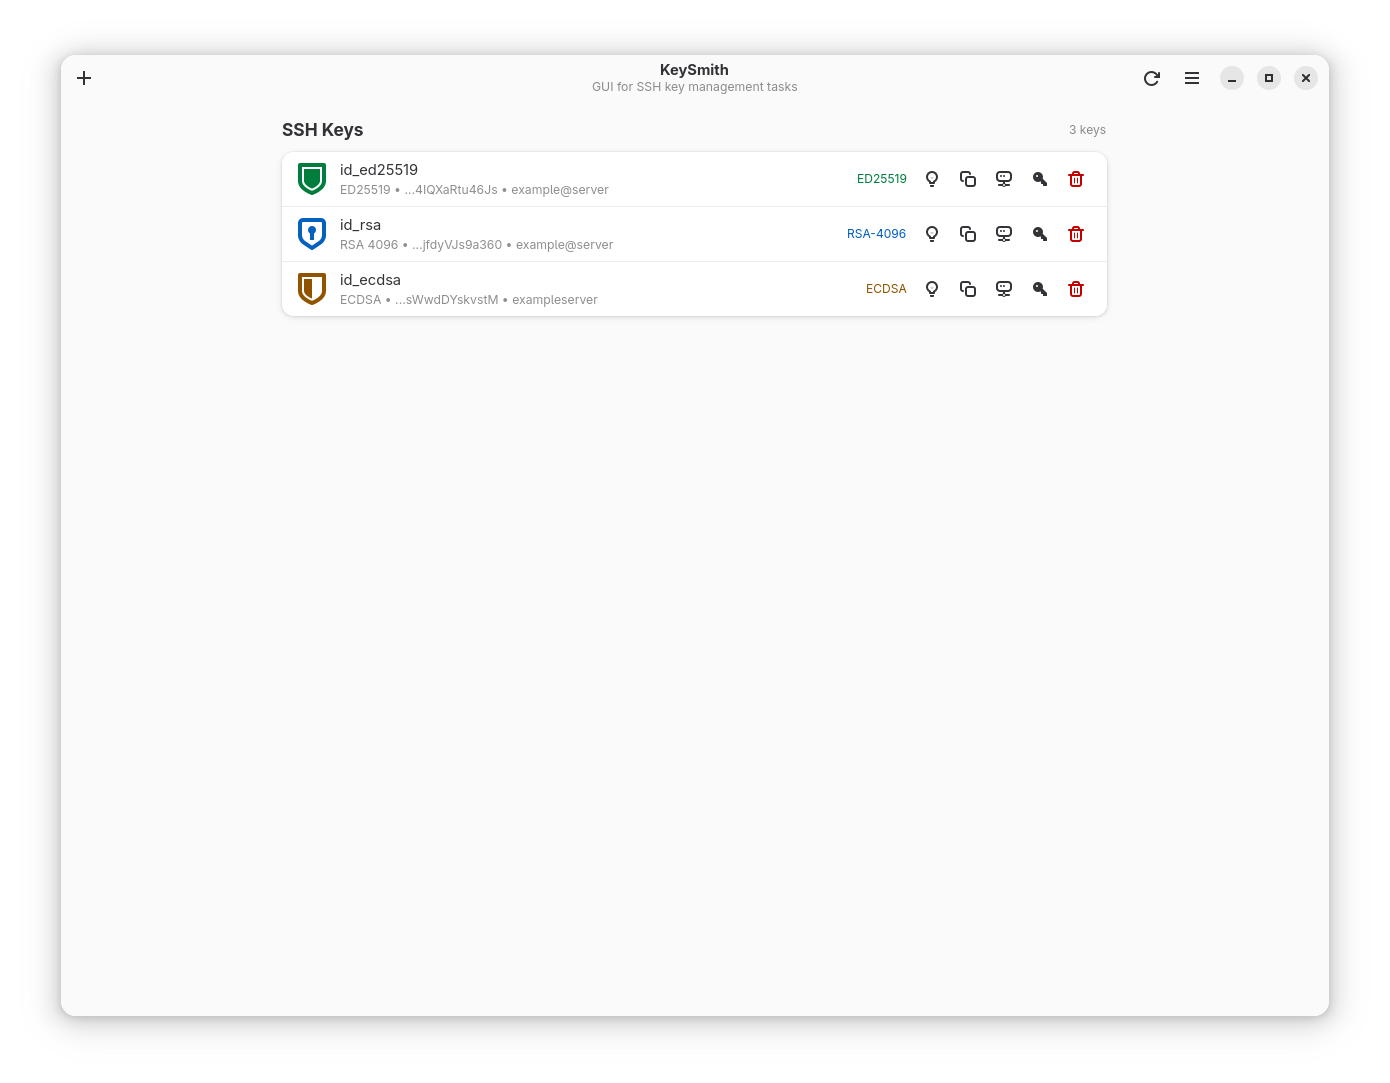 KeySmith
GUI for SSH key management tasks
SSH Keys
3 keys
id_ed25519
ED25519 • ...4IQXaRtu46Js • example@server
ED25519
id_rsa
RSA 4096 • ...jfdyVJs9a360 • example@server
RSA-4096
id_ecdsa
ECDSA • ...sWwdDYskvstM • exampleserver
ECDSA